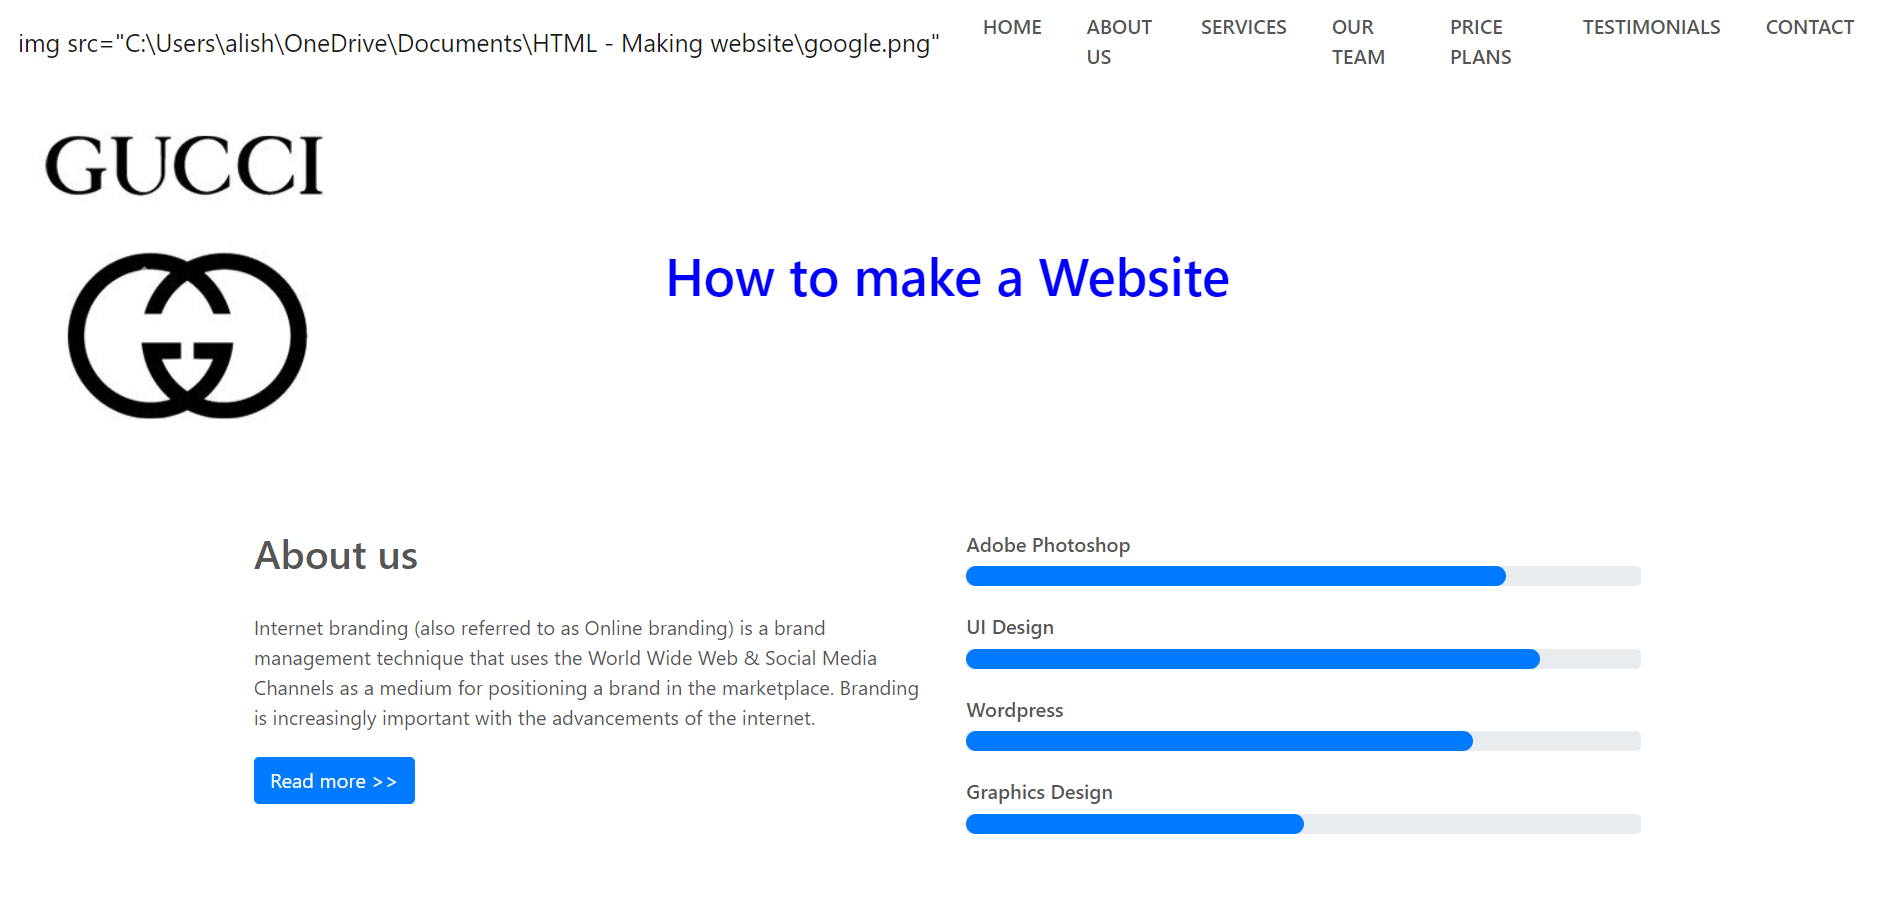 img src="C:\Users\alish\OneDrive\Documents\HTML - Making website\google.png"
HOME
ABOUT
US
SERVICES
OUR
TEAM
PRICE
PLANS
TESTIMONIALS
CONTACT
GUCCI
How to make a Website
About us
Internet branding (also referred to as Online branding) is a brand
management technique that uses the World Wide Web & Social Media
Channels as a medium for positioning a brand in the marketplace. Branding
is increasingly important with the advancements of the internet.
Read more >>
Adobe Photoshop
UI Design
Wordpress
Graphics Design